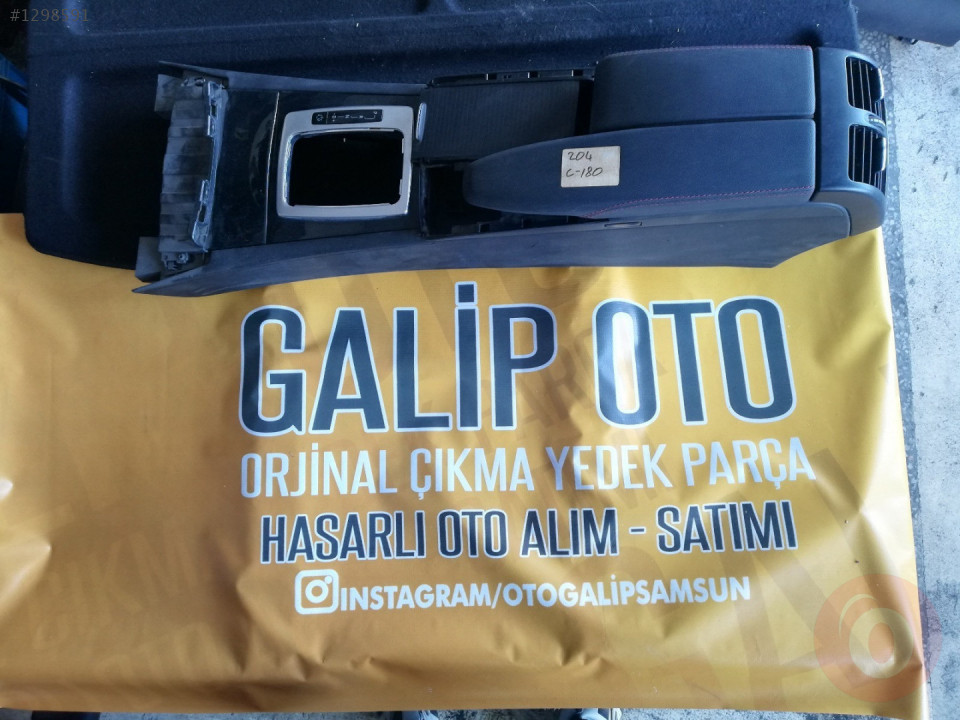 204
C-180
GALİP OTO
ORJİNAL ÇIKMA YEDEK PARÇA
HASARLI OTO ALIM - SATIMI
INSTAGRAM/OTOGALIPSAMSUN